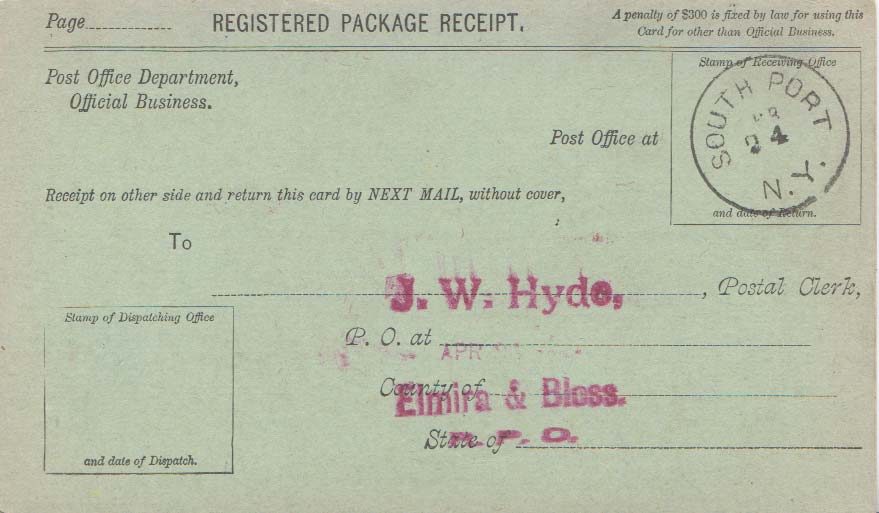 Page
REGISTERED PACKAGE RECEIPT.
A penalty of $300 is fixed by law for using this
Card for other than Official Business.
Post Office Department,
Official Business.
Stamp of Receiving Office
SOUTH PORT
24
N.Y.
and date of Return.
Post Office at
Receipt on other side and return this card by NEXT MAIL, without cover,
To
J. W. Hyde,
, Postal Clerk,
Stamp of Dispatching Office
P. O. at
APR
County of
Elmira & Bloss.
State of
R. P. O.
and date of Dispatch.